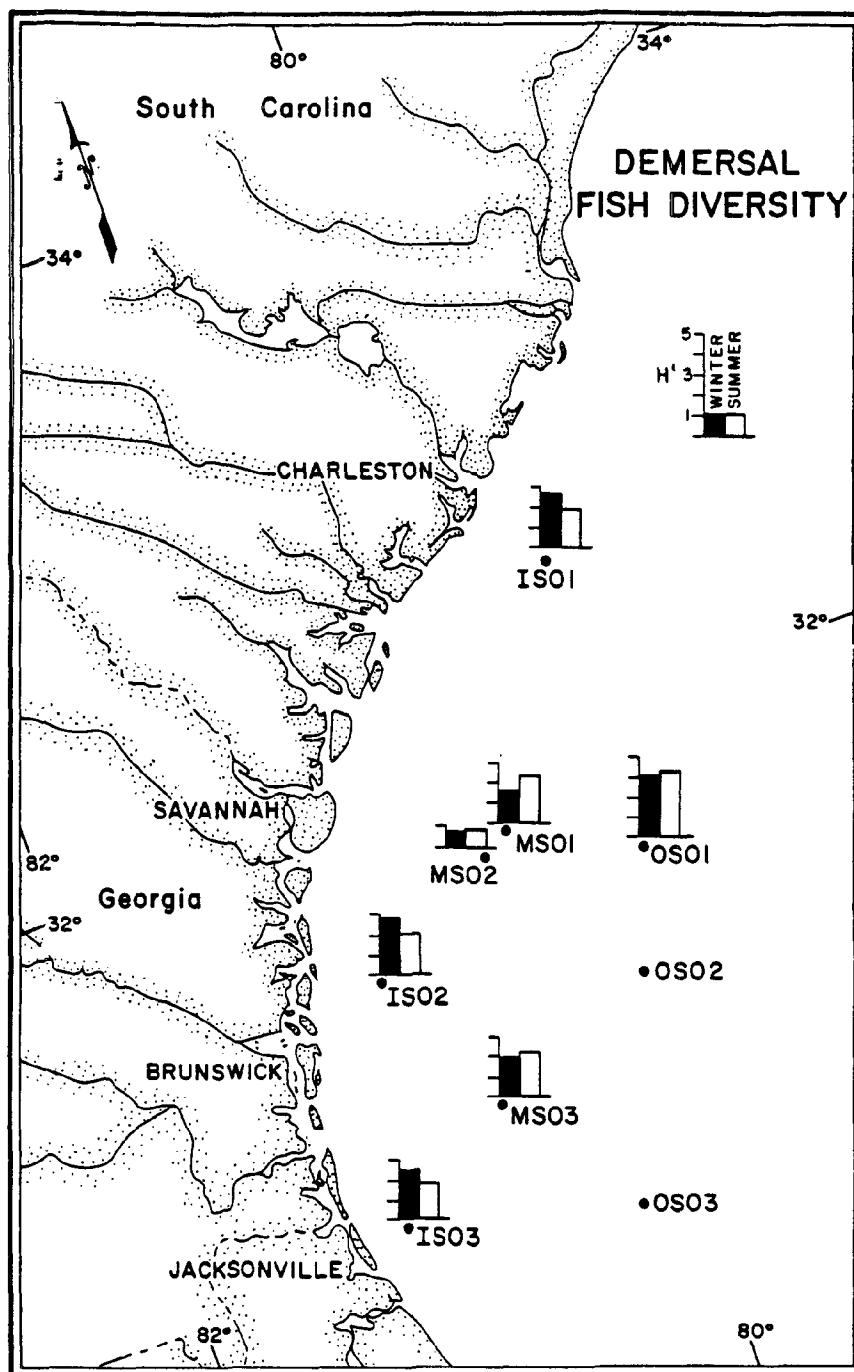 80°
34°
South Carolina
DEMERSAL
FISH DIVERSITY
34°
5
H' 3
1
WINTER
SUMMER
CHARLESTON
IS01
32°
SAVANNAH
MS01
OS01
MS02
82°
Georgia
32°
IS02
OS02
BRUNSWICK
MS03
IS03
OS03
JACKSONVILLE
82°
80°